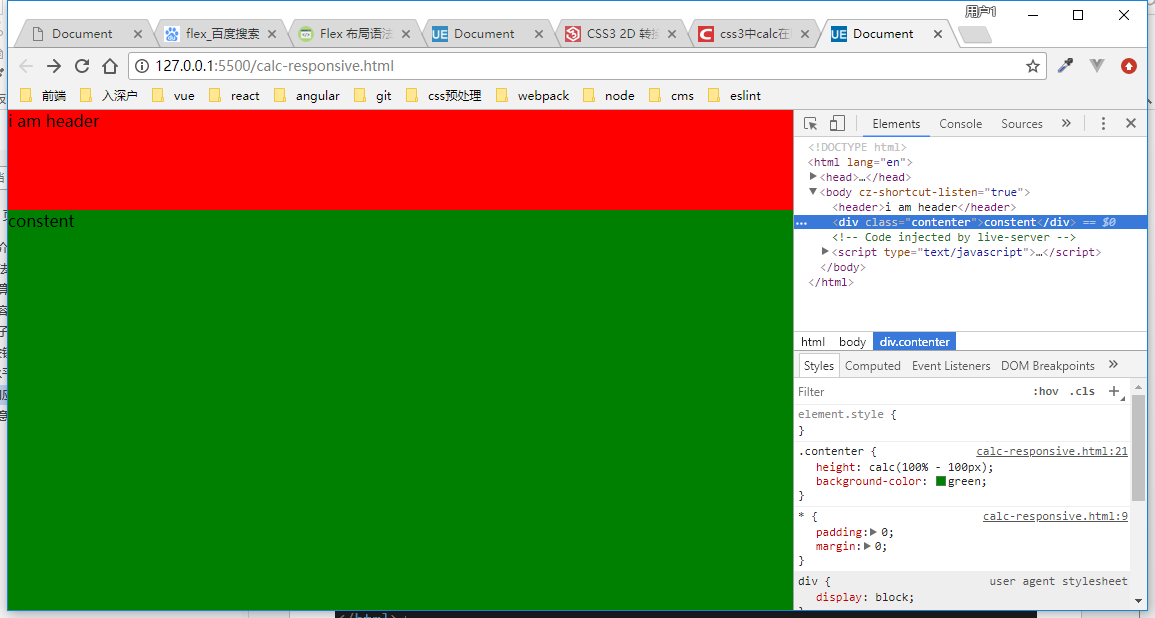 用户1
Document
flex_百度搜索
Flex 布局语法
Document
CSS3 2D 转换
css3中calc在
Document
127.0.0.1:5500/calc-responsive.html
前端
入深户
vue
react
angular
git
css预处理
webpack
node
cms
eslint
i am header
constent
Elements
Console
Sources
»
<!DOCTYPE html>
<html lang="en">
<head>…</head>
<body cz-shortcut-listen="true">
<header>i am header</header>
<div class="contenter">constent</div> == $0
<!-- Code injected by live-server -->
<script type="text/javascript">…</script>
</body>
</html>
html body div.contenter
Styles Computed Event Listeners DOM Breakpoints »
Filter :hov .cls +
element.style {
}
.contenter { calc-responsive.html:21
height: calc(100% - 100px);
background-color: green;
}
* { calc-responsive.html:9
padding: 0;
margin: 0;
}
div { user agent stylesheet
display: block;